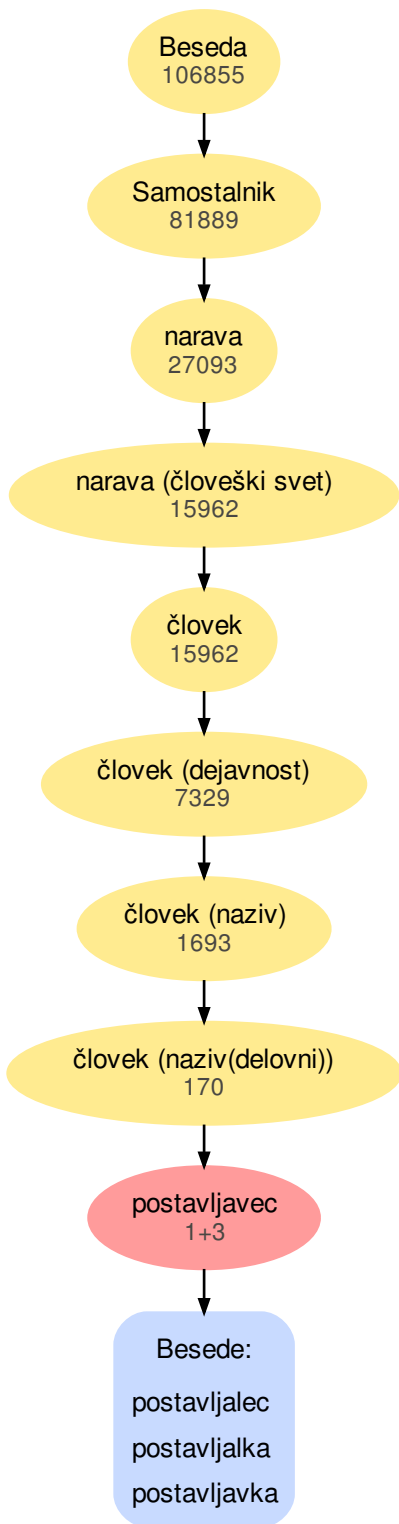 Beseda
106855
Samostalnik
81889
narava
27093
narava (človeški svet)
15962
človek
15962
človek (dejavnost)
7329
človek (naziv)
1693
človek (naziv(delovni))
170
postavljavec
1+3
Besede:
postavljalec
postavljalka
postavljavka